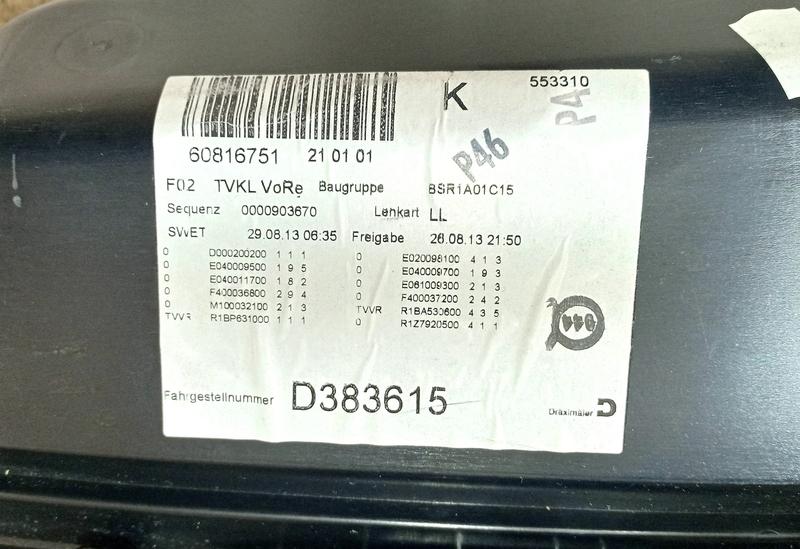 K 553310
P4
60816751 21 01 01
P46
F02 TVKL VoRe Baugruppe BSR1A01C15
Sequenz 0000903670 Lenkart LL
SWET 29.08.13 06:35 Freigabe 26.08.13 21:50
0 D000200200 1 1 1 0 E020098100 4 1 3
0 E040009500 1 9 5 0 E040009700 1 9 3
0 E040011700 1 8 2 0 E061009300 2 1 3
0 F400036800 2 9 4 0 F400037200 2 4 2
0 M100032100 2 1 3 TVVR R1BA530600 4 3 5
TVVR R1BP631000 1 1 1 0 R1Z7920500 4 1 1
944
Fahrgestellnummer D383615
Dräxlmaier D